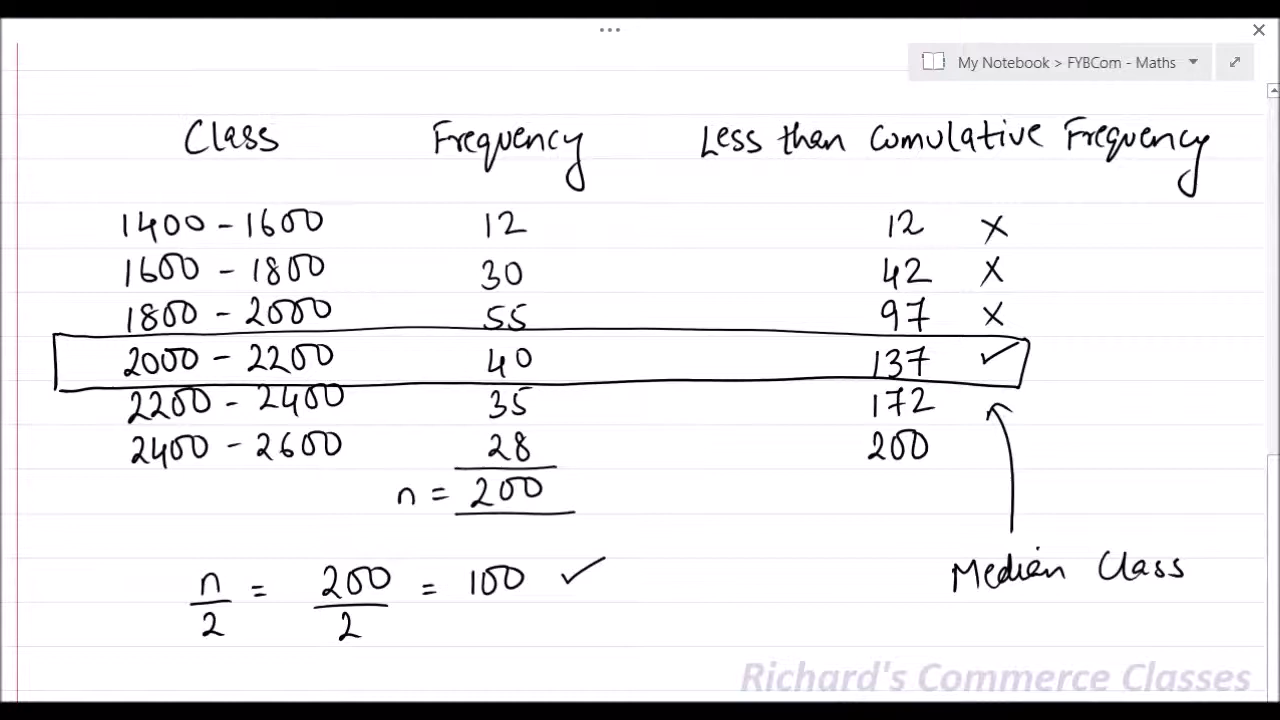 My Notebook > FYBCom - Maths
Class Frequency Less than Comulative Frequency
1400 - 1600 12 12 ×
1600 - 1800 30 42 ×
1800 - 2000 55 97 ×
2000 - 2200 40 137 ✓
2200 - 2400 35 172
2400 - 2600 28 200
n = 200
n/2 = 200/2 = 100 ✓
Median Class
Richard's Commerce Classes